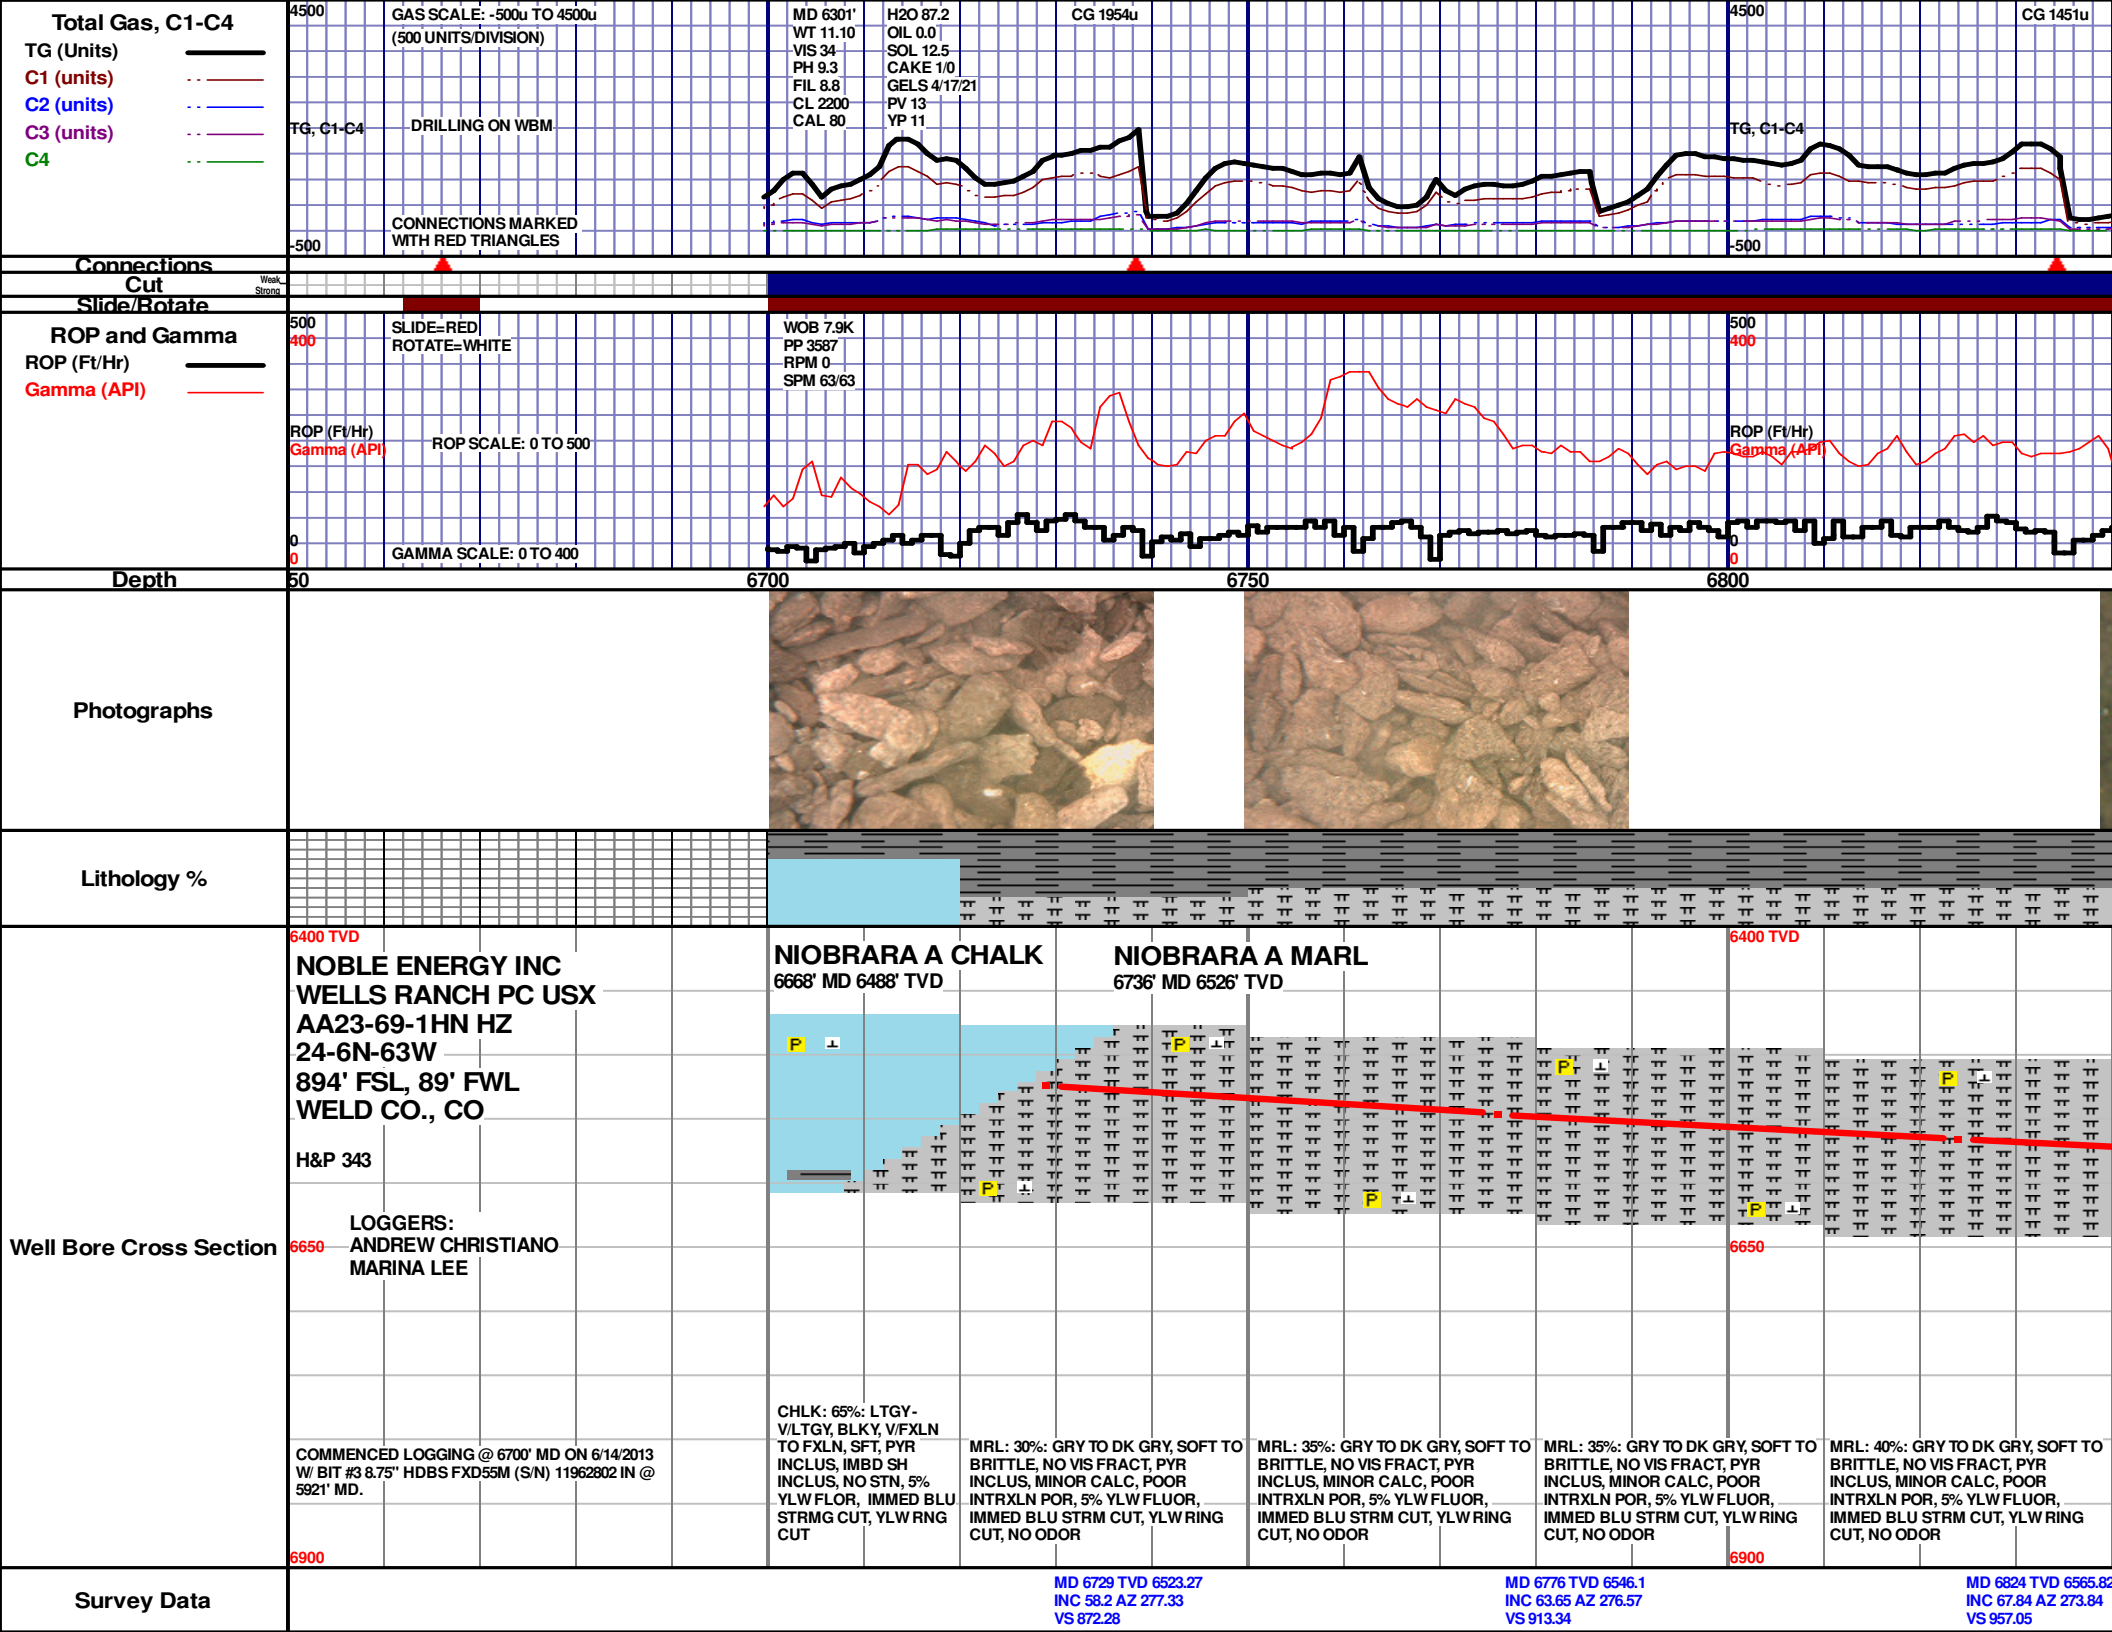 Total Gas, C1-C4
TG (Units)
C1 (units)
C2 (units)
C3 (units)
C4
4500
GAS SCALE: -500u TO 4500u
(500 UNITS/DIVISION)
TG, C1-C4
DRILLING ON WBM
CONNECTIONS MARKED
WITH RED TRIANGLES
-500
MD 6301'
WT 11.10
VIS 34
PH 9.3
FIL 8.8
CL 2200
CAL 80
H2O 87.2
OIL 0.0
SOL 12.5
CAKE 1/0
GELS 4/17/21
PV 13
YP 11
CG 1954u
4500
TG, C1-C4
-500
CG 1451u
Connections
Cut
Weak
Strong
Slide/Rotate
ROP and Gamma
ROP (Ft/Hr)
Gamma (API)
500
400
SLIDE=RED
ROTATE=WHITE
ROP (Ft/Hr)
Gamma (API)
ROP SCALE: 0 TO 500
0
0
GAMMA SCALE: 0 TO 400
WOB 7.9K
PP 3587
RPM 0
SPM 63/63
500
400
ROP (Ft/Hr)
Gamma (API)
0
0
Depth
50 6700 6750 6800
Photographs
Lithology %
Well Bore Cross Section
6400 TVD
NOBLE ENERGY INC
WELLS RANCH PC USX
AA23-69-1HN HZ
24-6N-63W
894' FSL, 89' FWL
WELD CO., CO
H&P 343
LOGGERS:
ANDREW CHRISTIANO
MARINA LEE
6650
COMMENCED LOGGING @ 6700' MD ON 6/14/2013
W/ BIT #3 8.75" HDBS FXD55M (S/N) 11962802 IN @
5921' MD.
6900
NIOBRARA A CHALK
6668' MD 6488' TVD
NIOBRARA A MARL
6736' MD 6526' TVD
6400 TVD
6650
6900
P
P
P
P
P
P
P
CHLK: 65%: LTGY-
V/LTGY, BLKY, V/FXLN
TO FXLN, SFT, PYR
INCLUS, IMBD SH
INCLUS, NO STN, 5%
YLW FLOR, IMMED BLU
STRMG CUT, YLW RNG
CUT
MRL: 30%: GRY TO DK GRY, SOFT TO
BRITTLE, NO VIS FRACT, PYR
INCLUS, MINOR CALC, POOR
INTRXLN POR, 5% YLW FLUOR,
IMMED BLU STRM CUT, YLW RING
CUT, NO ODOR
MRL: 35%: GRY TO DK GRY, SOFT TO
BRITTLE, NO VIS FRACT, PYR
INCLUS, MINOR CALC, POOR
INTRXLN POR, 5% YLW FLUOR,
IMMED BLU STRM CUT, YLW RING
CUT, NO ODOR
MRL: 35%: GRY TO DK GRY, SOFT TO
BRITTLE, NO VIS FRACT, PYR
INCLUS, MINOR CALC, POOR
INTRXLN POR, 5% YLW FLUOR,
IMMED BLU STRM CUT, YLW RING
CUT, NO ODOR
MRL: 40%: GRY TO DK GRY, SOFT TO
BRITTLE, NO VIS FRACT, PYR
INCLUS, MINOR CALC, POOR
INTRXLN POR, 5% YLW FLUOR,
IMMED BLU STRM CUT, YLW RING
CUT, NO ODOR
Survey Data
MD 6729 TVD 6523.27
INC 58.2 AZ 277.33
VS 872.28
MD 6776 TVD 6546.1
INC 63.65 AZ 276.57
VS 913.34
MD 6824 TVD 6565.82
INC 67.84 AZ 273.84
VS 957.05